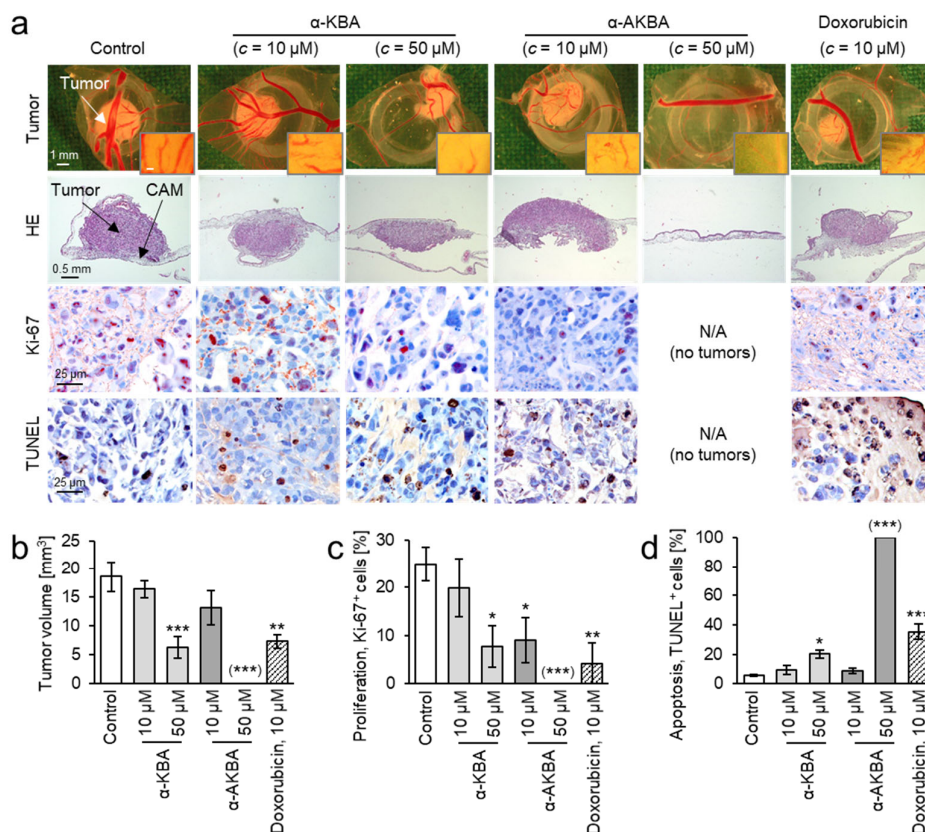 a
α-KBA
α-AKBA
Doxorubicin
Control
(c = 10 µM)
(c = 50 µM)
(c = 10 µM)
(c = 50 µM)
(c = 10 µM)
Tumor
Tumor
1 mm
HE
Tumor
CAM
0.5 mm
Ki-67
25 µm
N/A
(no tumors)
TUNEL
25 µm
N/A
(no tumors)
b
Tumor volume [mm³]
25
20
15
10
5
0
***
(***)
**
Control
10 µM
50 µM
10 µM
50 µM
Doxorubicin, 10 µM
α-KBA
α-AKBA
c
Proliferation, Ki-67⁺ cells [%]
30
20
10
0
*
*
(***)
**
Control
10 µM
50 µM
10 µM
50 µM
Doxorubicin, 10 µM
α-KBA
α-AKBA
d
Apoptosis, TUNEL⁺ cells [%]
100
80
60
40
20
0
*
(***)
***
Control
10 µM
50 µM
10 µM
50 µM
Doxorubicin, 10 µM
α-KBA
α-AKBA